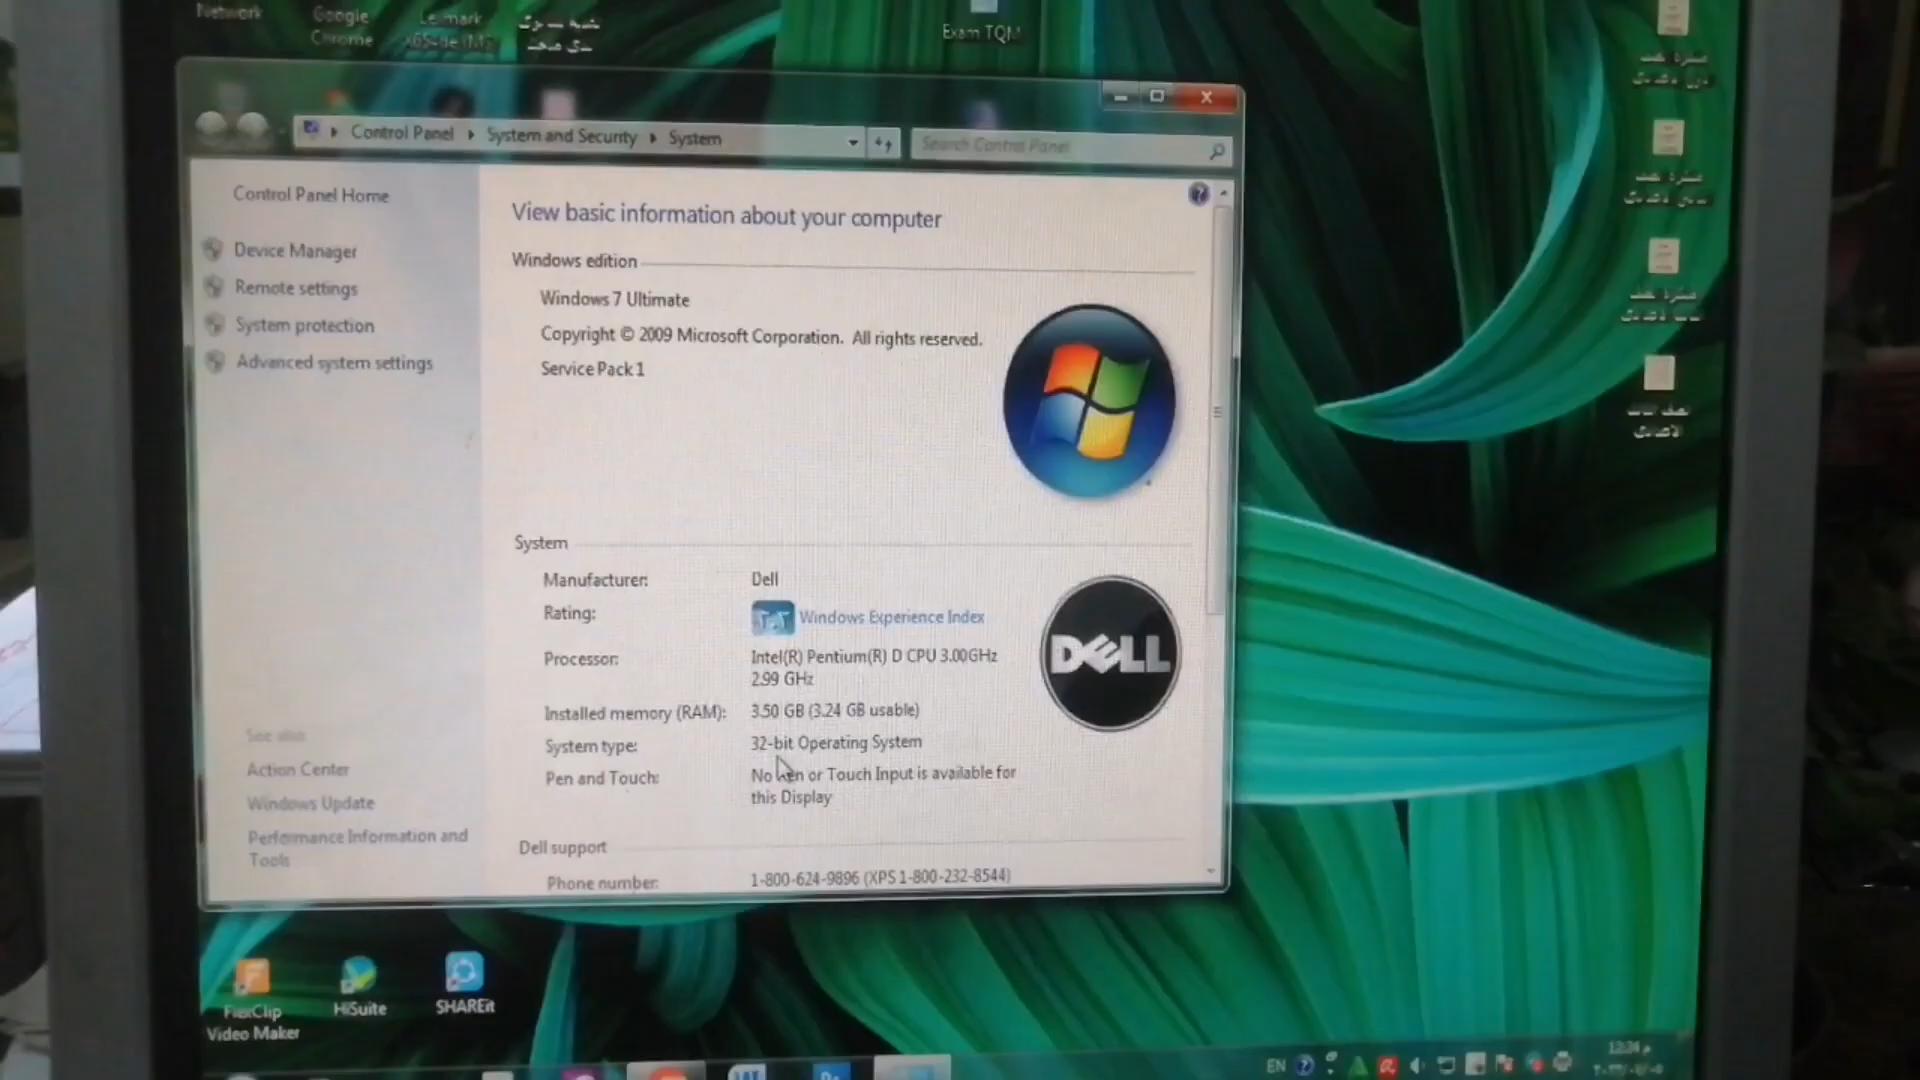 Network
Google
Chrome
Lexmark
Exam TQM
Control Panel
System and Security
System
Search Control Panel
Control Panel Home
Device Manager
Remote settings
System protection
Advanced system settings
See also
Action Center
Windows Update
Performance Information and
Tools
View basic information about your computer
Windows edition
Windows 7 Ultimate
Copyright © 2009 Microsoft Corporation. All rights reserved.
Service Pack 1
System
Manufacturer: Dell
Rating: Windows Experience Index
Processor: Intel(R) Pentium(R) D CPU 3.00GHz
2.99 GHz
Installed memory (RAM): 3.50 GB (3.24 GB usable)
System type: 32-bit Operating System
Pen and Touch: No Pen or Touch Input is available for
this Display
DELL
Dell support
Phone number: 1-800-624-9896 (XPS 1-800-232-8544)
FlexClip
Video Maker
HiSuite
SHAREit
EN
12:34 م